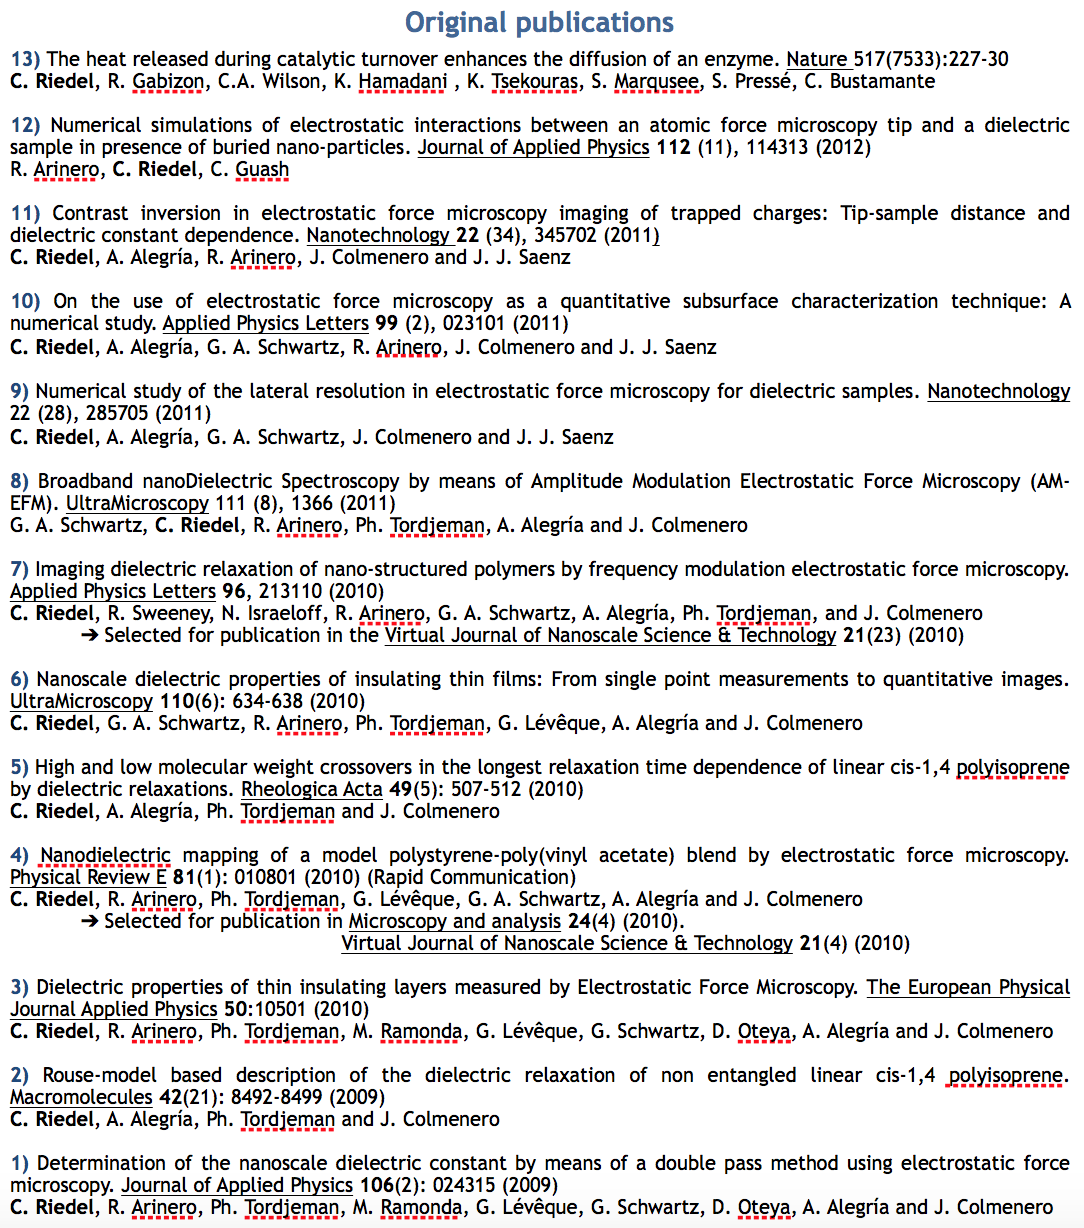 Original publications
13) The heat released during catalytic turnover enhances the diffusion of an enzyme. Nature 517(7533):227-30
C. Riedel, R. Gabizon, C.A. Wilson, K. Hamadani , K. Tsekouras, S. Marqusee, S. Pressé, C. Bustamante
12) Numerical simulations of electrostatic interactions between an atomic force microscopy tip and a dielectric
sample in presence of buried nano-particles. Journal of Applied Physics 112 (11), 114313 (2012)
R. Arinero, C. Riedel, C. Guash
11) Contrast inversion in electrostatic force microscopy imaging of trapped charges: Tip-sample distance and
dielectric constant dependence. Nanotechnology 22 (34), 345702 (2011)
C. Riedel, A. Alegría, R. Arinero, J. Colmenero and J. J. Saenz
10) On the use of electrostatic force microscopy as a quantitative subsurface characterization technique: A
numerical study. Applied Physics Letters 99 (2), 023101 (2011)
C. Riedel, A. Alegría, G. A. Schwartz, R. Arinero, J. Colmenero and J. J. Saenz
9) Numerical study of the lateral resolution in electrostatic force microscopy for dielectric samples. Nanotechnology
22 (28), 285705 (2011)
C. Riedel, A. Alegría, G. A. Schwartz, J. Colmenero and J. J. Saenz
8) Broadband nanoDielectric Spectroscopy by means of Amplitude Modulation Electrostatic Force Microscopy (AM-
EFM). UltraMicroscopy 111 (8), 1366 (2011)
G. A. Schwartz, C. Riedel, R. Arinero, Ph. Tordjeman, A. Alegría and J. Colmenero
7) Imaging dielectric relaxation of nano-structured polymers by frequency modulation electrostatic force microscopy.
Applied Physics Letters 96, 213110 (2010)
C. Riedel, R. Sweeney, N. Israeloff, R. Arinero, G. A. Schwartz, A. Alegría, Ph. Tordjeman, and J. Colmenero
➔ Selected for publication in the Virtual Journal of Nanoscale Science & Technology 21(23) (2010)
6) Nanoscale dielectric properties of insulating thin films: From single point measurements to quantitative images.
UltraMicroscopy 110(6): 634-638 (2010)
C. Riedel, G. A. Schwartz, R. Arinero, Ph. Tordjeman, G. Lévêque, A. Alegría and J. Colmenero
5) High and low molecular weight crossovers in the longest relaxation time dependence of linear cis-1,4 polyisoprene
by dielectric relaxations. Rheologica Acta 49(5): 507-512 (2010)
C. Riedel, A. Alegría, Ph. Tordjeman and J. Colmenero
4) Nanodielectric mapping of a model polystyrene-poly(vinyl acetate) blend by electrostatic force microscopy.
Physical Review E 81(1): 010801 (2010) (Rapid Communication)
C. Riedel, R. Arinero, Ph. Tordjeman, G. Lévêque, G. A. Schwartz, A. Alegría and J. Colmenero
➔ Selected for publication in Microscopy and analysis 24(4) (2010).
Virtual Journal of Nanoscale Science & Technology 21(4) (2010)
3) Dielectric properties of thin insulating layers measured by Electrostatic Force Microscopy. The European Physical
Journal Applied Physics 50:10501 (2010)
C. Riedel, R. Arinero, Ph. Tordjeman, M. Ramonda, G. Lévêque, G. Schwartz, D. Oteya, A. Alegría and J. Colmenero
2) Rouse-model based description of the dielectric relaxation of non entangled linear cis-1,4 polyisoprene.
Macromolecules 42(21): 8492-8499 (2009)
C. Riedel, A. Alegría, Ph. Tordjeman and J. Colmenero
1) Determination of the nanoscale dielectric constant by means of a double pass method using electrostatic force
microscopy. Journal of Applied Physics 106(2): 024315 (2009)
C. Riedel, R. Arinero, Ph. Tordjeman, M. Ramonda, G. Lévêque, G. Schwartz, D. Oteya, A. Alegría and J. Colmenero